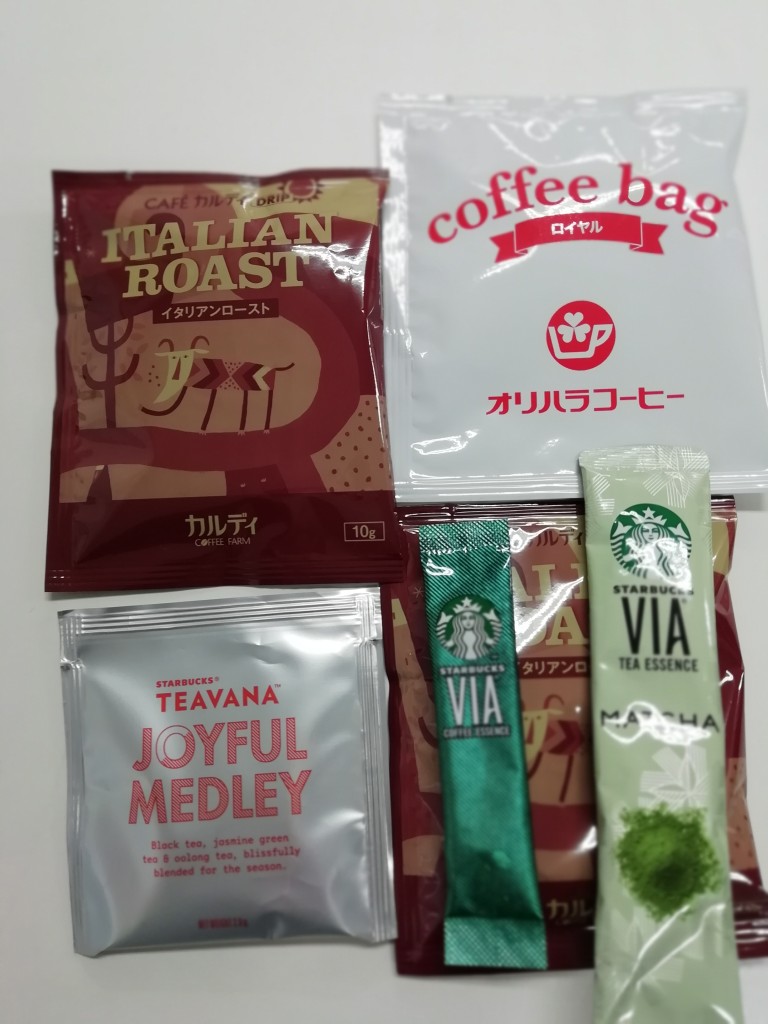 CAFÉ カルディ DRIP
ITALIAN
ROAST
イタリアンロースト
カルディ
COFFEE FARM
10g
coffee bag
ロイヤル
オリハラコーヒー
STARBUCKS®
TEAVANA™
JOYFUL
MEDLEY
Black tea, jasmine green
tea & oolong tea, blissfully
blended for the season.
STARBUCKS
VIA
COFFEE ESSENCE
STARBUCKS
VIA
TEA ESSENCE
MATCHA
カルディ
イタリアンロ
カル